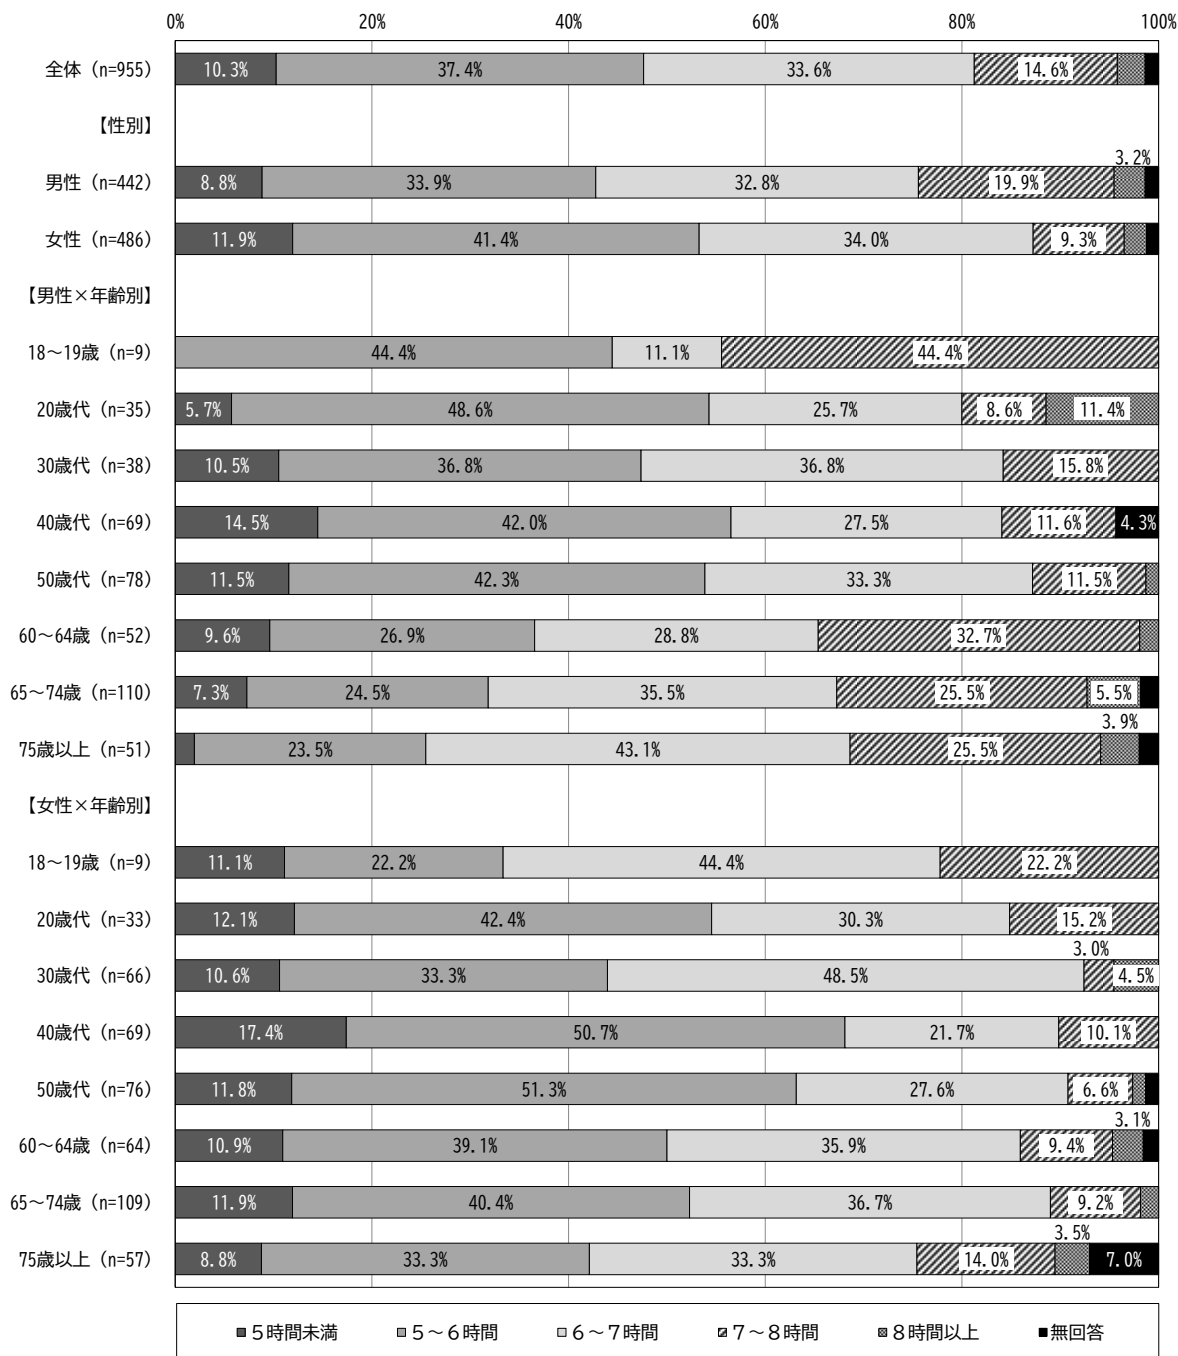 0% 20% 40% 60% 80% 100%
全体（n=955） 10.3% 37.4% 33.6% 14.6%
【性別】
3.2%
男性（n=442） 8.8% 33.9% 32.8% 19.9%
女性（n=486） 11.9% 41.4% 34.0% 9.3%
【男性×年齢別】
18～19歳（n=9） 44.4% 11.1% 44.4%
20歳代（n=35） 5.7% 48.6% 25.7% 8.6% 11.4%
30歳代（n=38） 10.5% 36.8% 36.8% 15.8%
40歳代（n=69） 14.5% 42.0% 27.5% 11.6% 4.3%
50歳代（n=78） 11.5% 42.3% 33.3% 11.5%
60～64歳（n=52） 9.6% 26.9% 28.8% 32.7%
65～74歳（n=110） 7.3% 24.5% 35.5% 25.5% 5.5%
3.9%
75歳以上（n=51） 23.5% 43.1% 25.5%
【女性×年齢別】
18～19歳（n=9） 11.1% 22.2% 44.4% 22.2%
20歳代（n=33） 12.1% 42.4% 30.3% 15.2%
3.0%
30歳代（n=66） 10.6% 33.3% 48.5% 4.5%
40歳代（n=69） 17.4% 50.7% 21.7% 10.1%
50歳代（n=76） 11.8% 51.3% 27.6% 6.6%
3.1%
60～64歳（n=64） 10.9% 39.1% 35.9% 9.4%
65～74歳（n=109） 11.9% 40.4% 36.7% 9.2%
3.5%
75歳以上（n=57） 8.8% 33.3% 33.3% 14.0% 7.0%
５時間未満 ５～６時間 ６～７時間 ７～８時間 ８時間以上 無回答